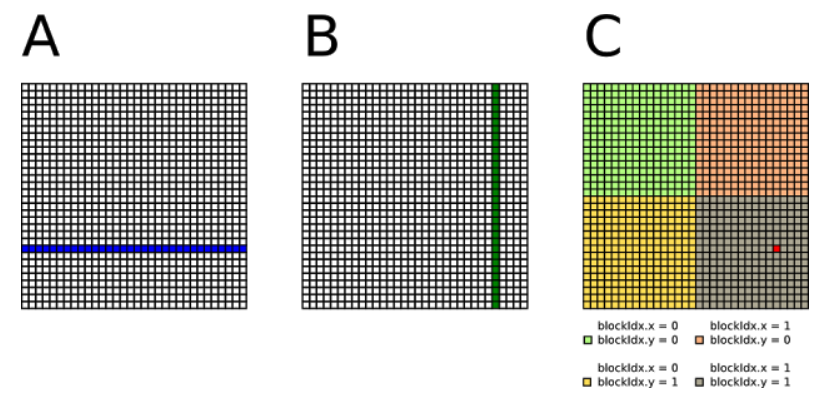 A B C
blockIdx.x = 0 blockIdx.x = 1
blockIdx.y = 0 blockIdx.y = 0
blockIdx.x = 0 blockIdx.x = 1
blockIdx.y = 1 blockIdx.y = 1